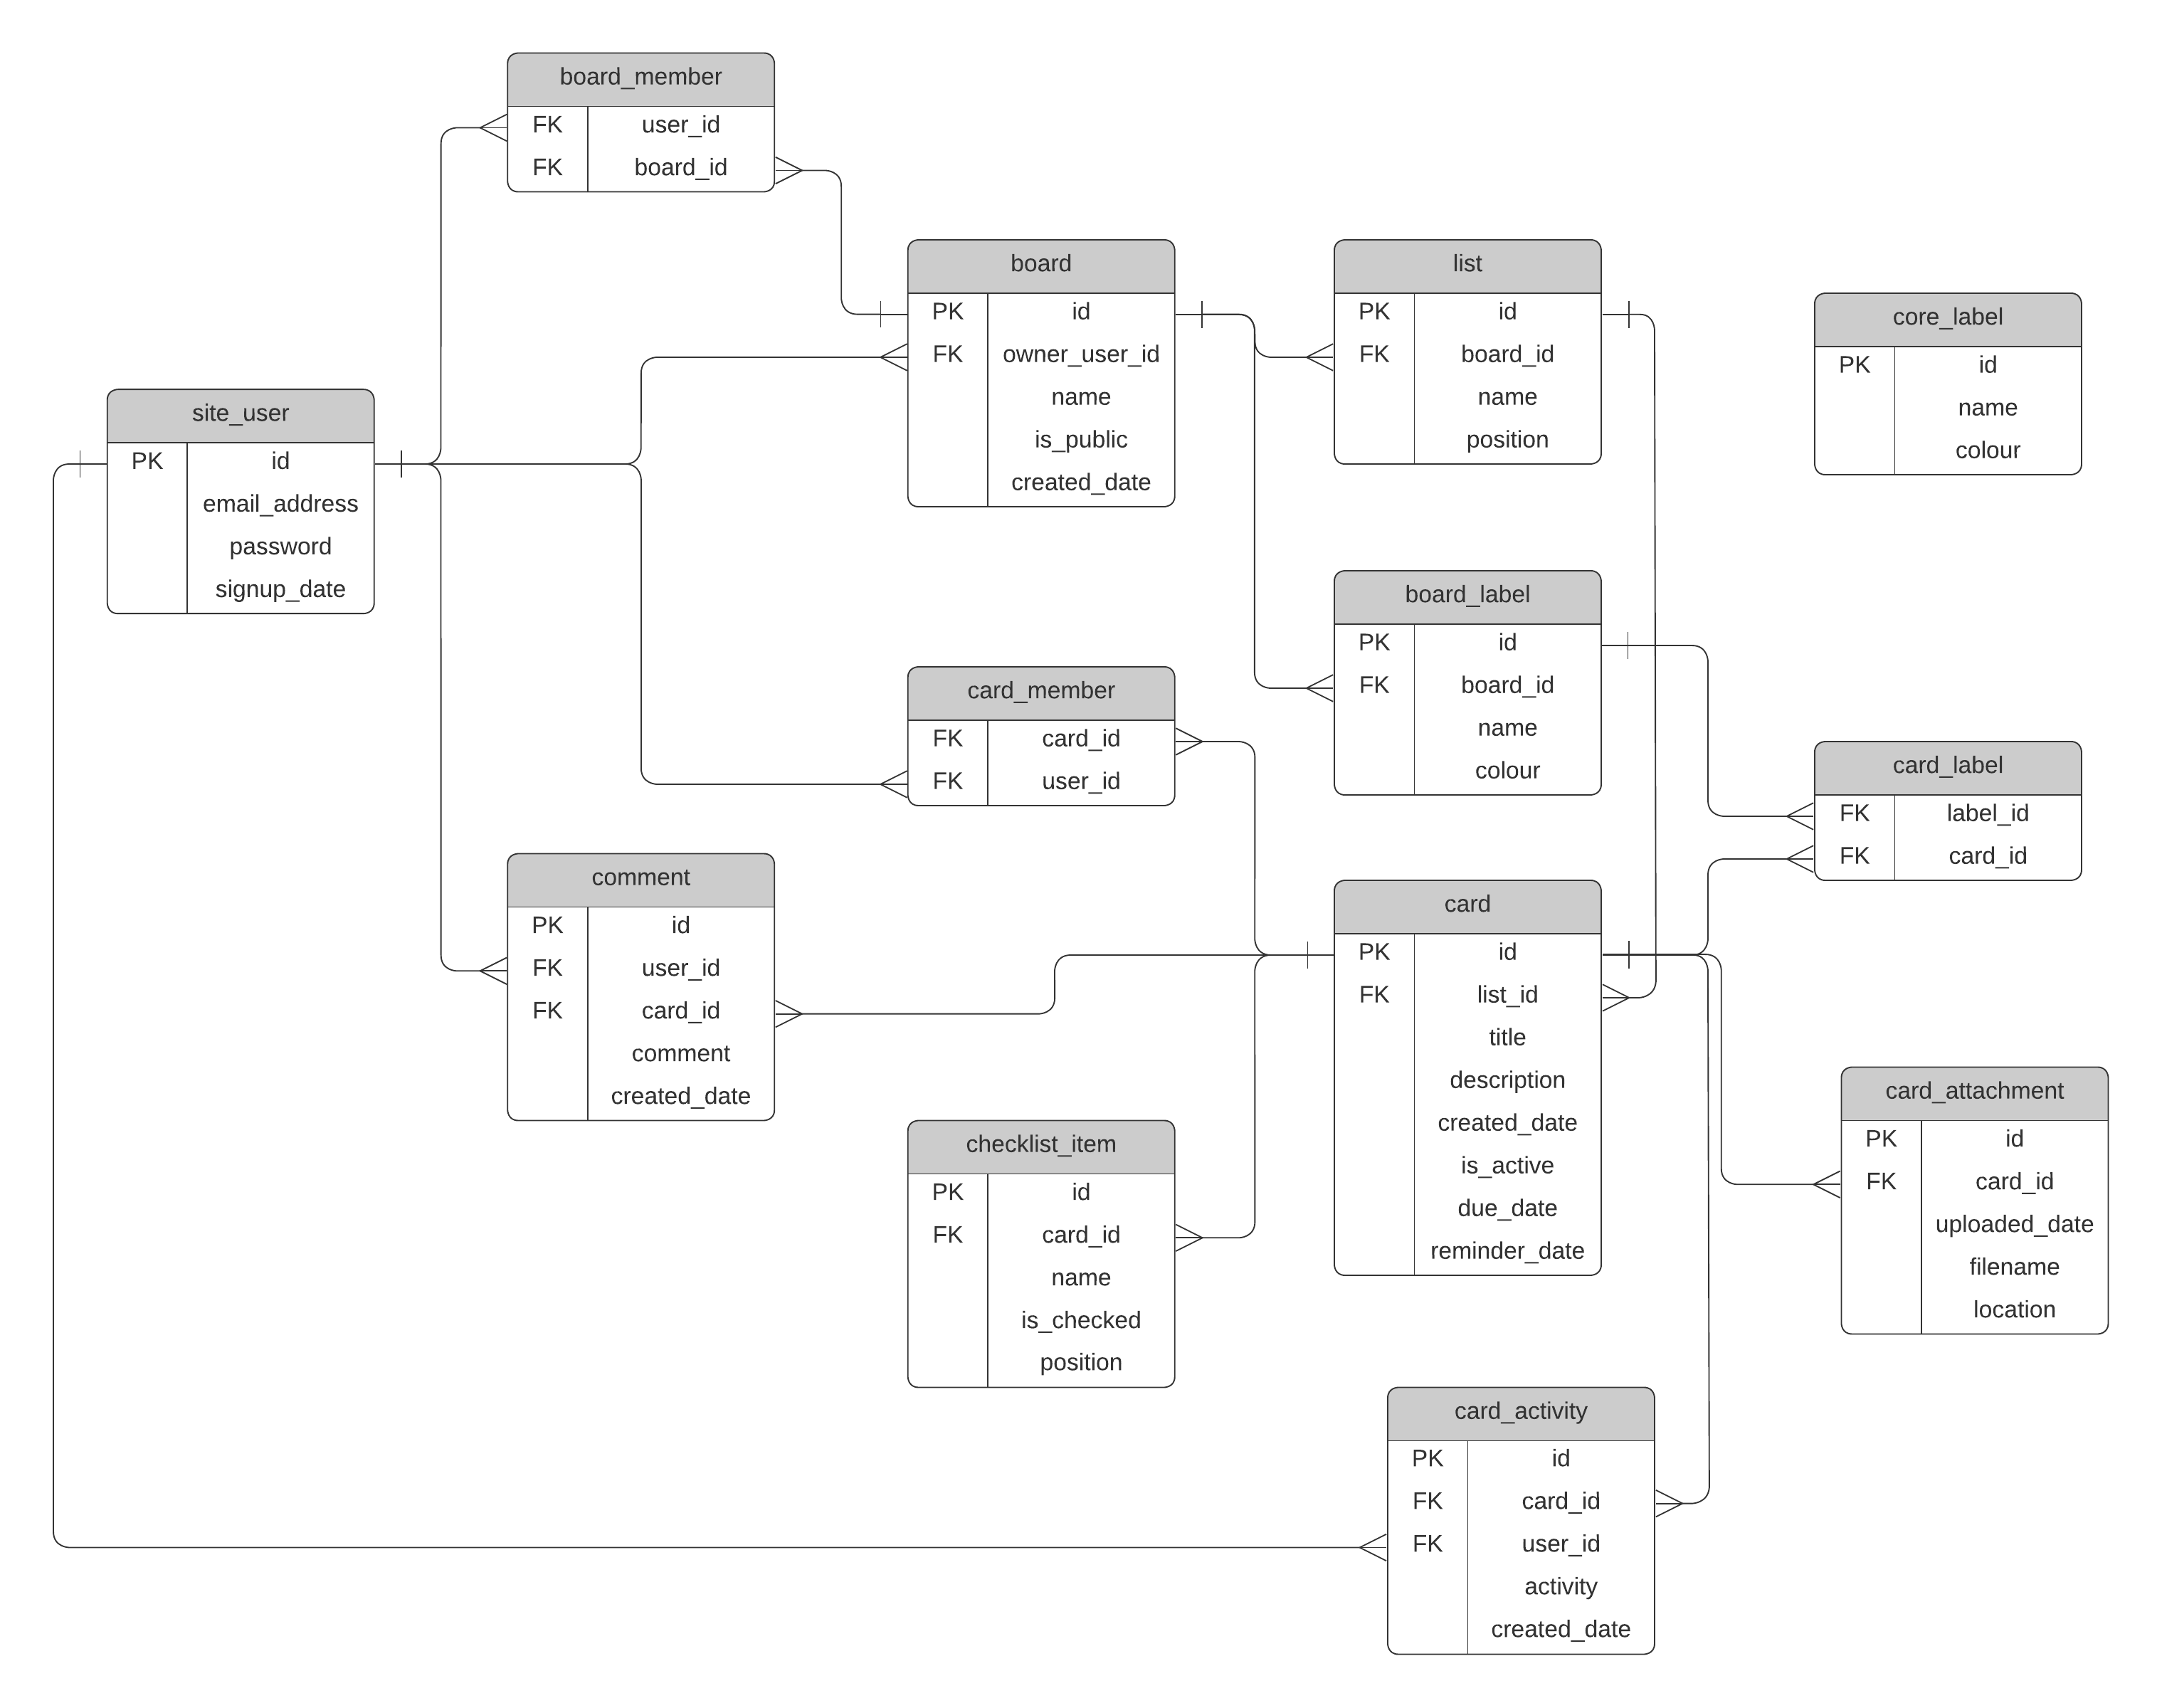 board_member
FK user_id
FK board_id
board
PK id
FK owner_user_id
name
is_public
created_date
list
PK id
FK board_id
name
position
core_label
PK id
name
colour
site_user
PK id
email_address
password
signup_date
board_label
PK id
FK board_id
name
colour
card_member
FK card_id
FK user_id
card_label
FK label_id
FK card_id
comment
PK id
FK user_id
FK card_id
comment
created_date
card
PK id
FK list_id
title
description
created_date
is_active
due_date
reminder_date
card_attachment
PK id
FK card_id
uploaded_date
filename
location
checklist_item
PK id
FK card_id
name
is_checked
position
card_activity
PK id
FK card_id
FK user_id
activity
created_date